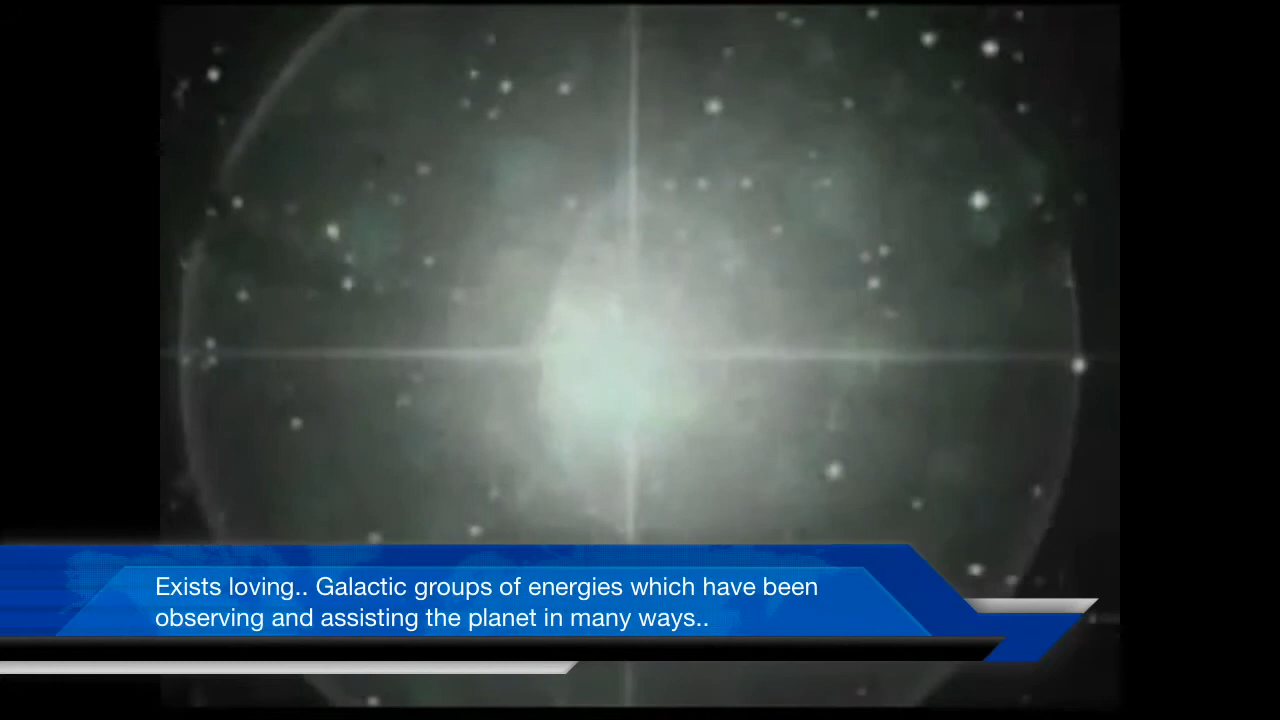 Exists loving.. Galactic groups of energies which have been
observing and assisting the planet in many ways..